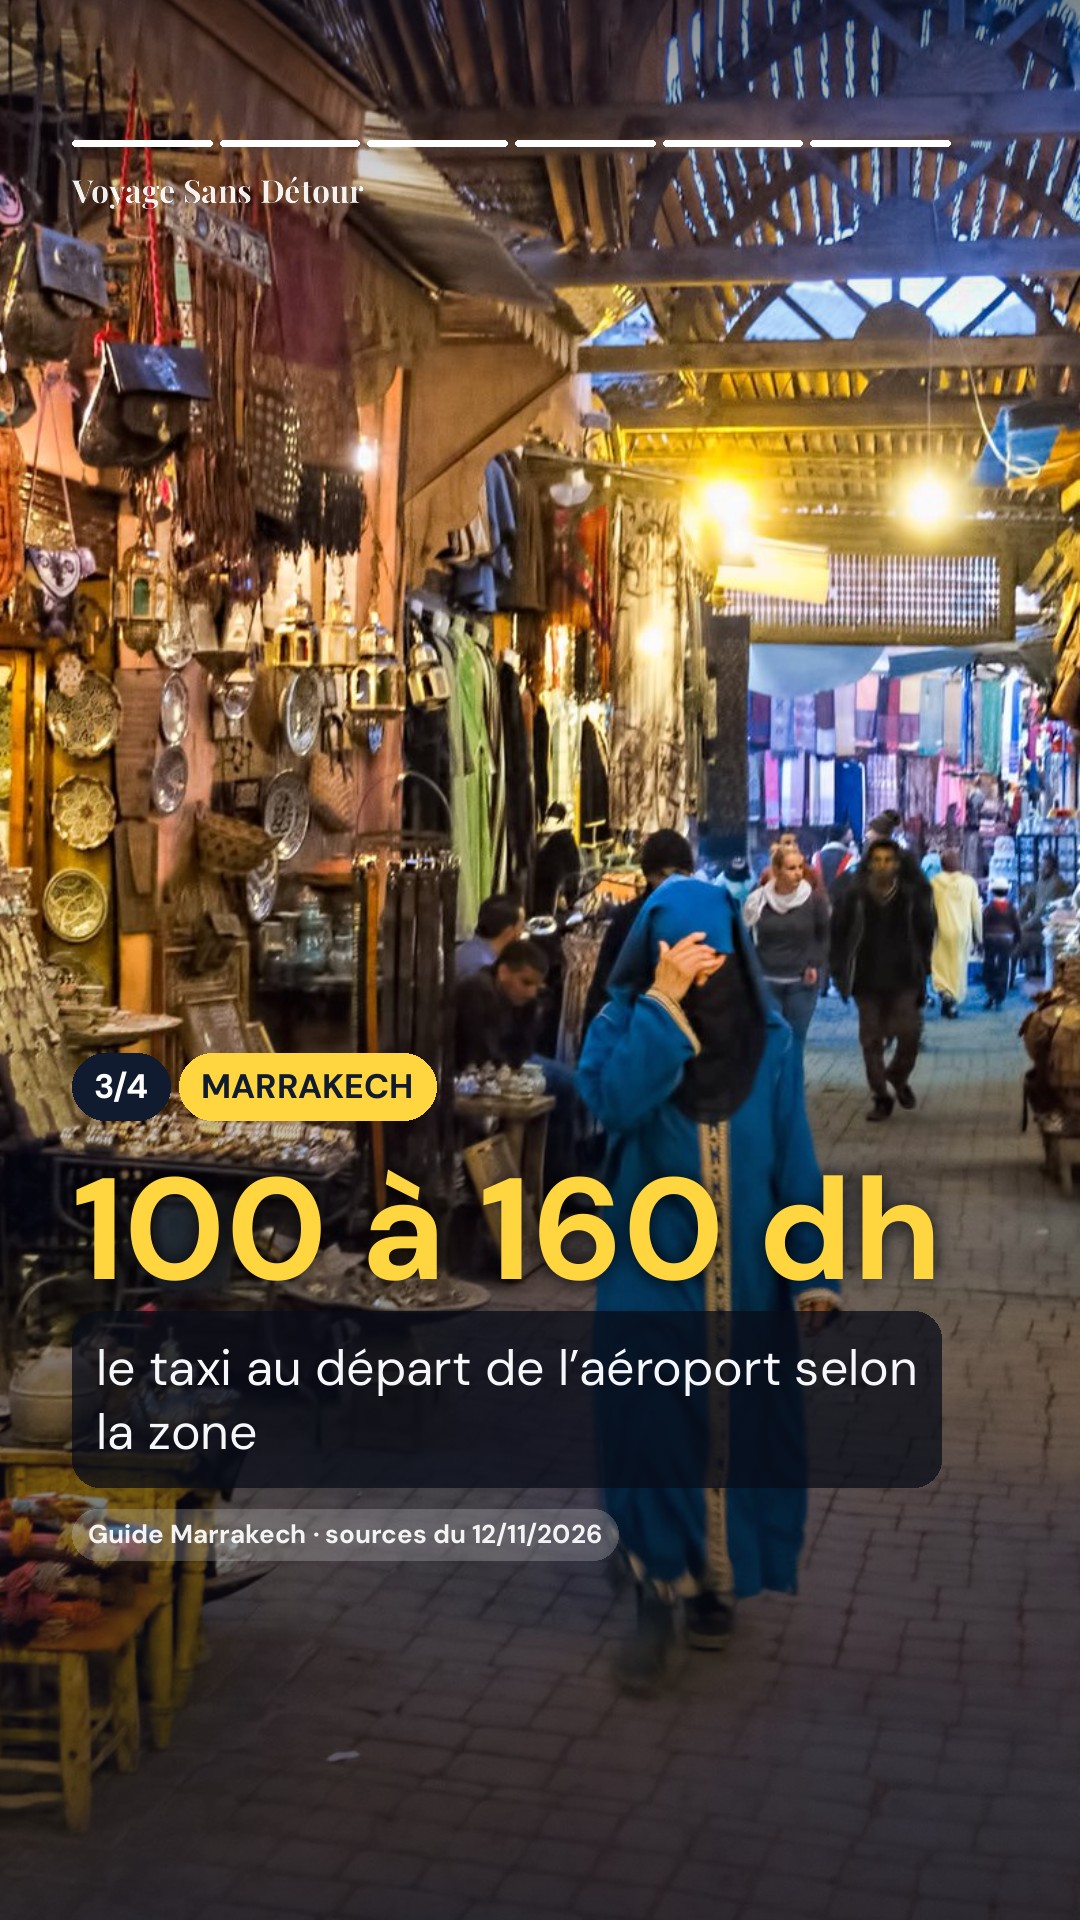 Voyage Sans Détour
3/4 MARRAKECH
100 à 160 dh
le taxi au départ de l’aéroport selon
la zone
Guide Marrakech · sources du 12/11/2026